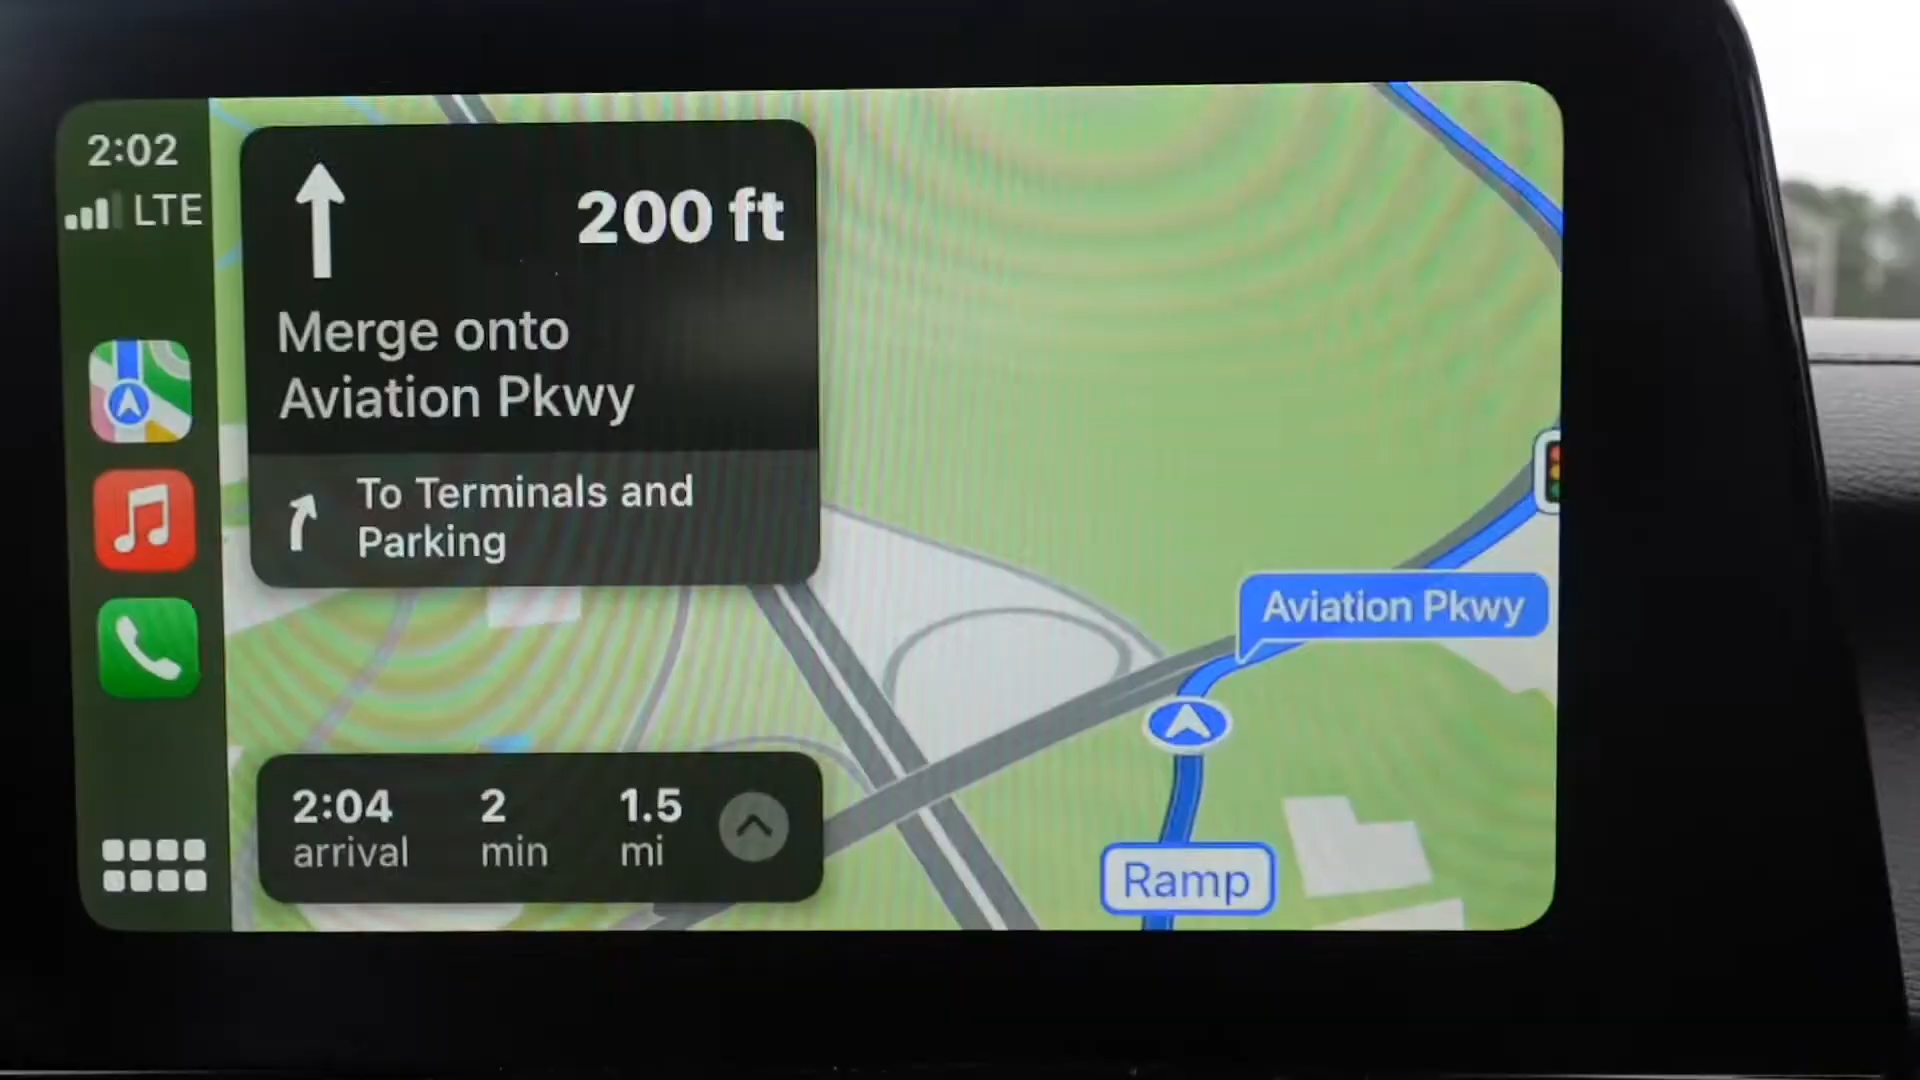 2:02
LTE
200 ft
Merge onto
Aviation Pkwy
To Terminals and
Parking
Aviation Pkwy
Ramp
2:04 2 1.5
arrival min mi